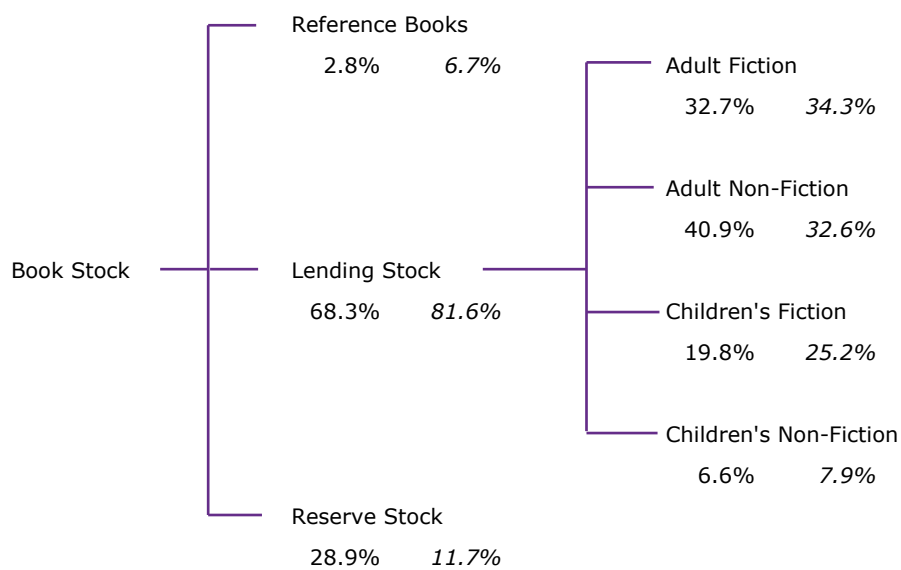 Reference Books
2.8% 6.7%
Adult Fiction
32.7% 34.3%
Adult Non-Fiction
40.9% 32.6%
Book Stock
Lending Stock
68.3% 81.6%
Children's Fiction
19.8% 25.2%
Children's Non-Fiction
6.6% 7.9%
Reserve Stock
28.9% 11.7%